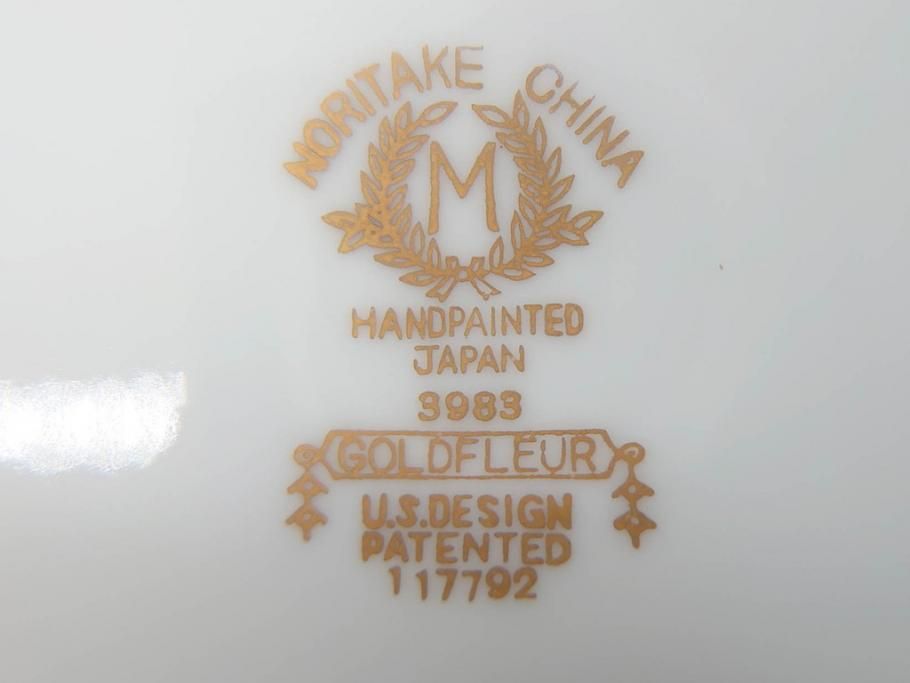 NORITAKE CHINA
M
HANDPAINTED
JAPAN
3983
GOLDFLEUR
U.S.DESIGN
PATENTED
117792